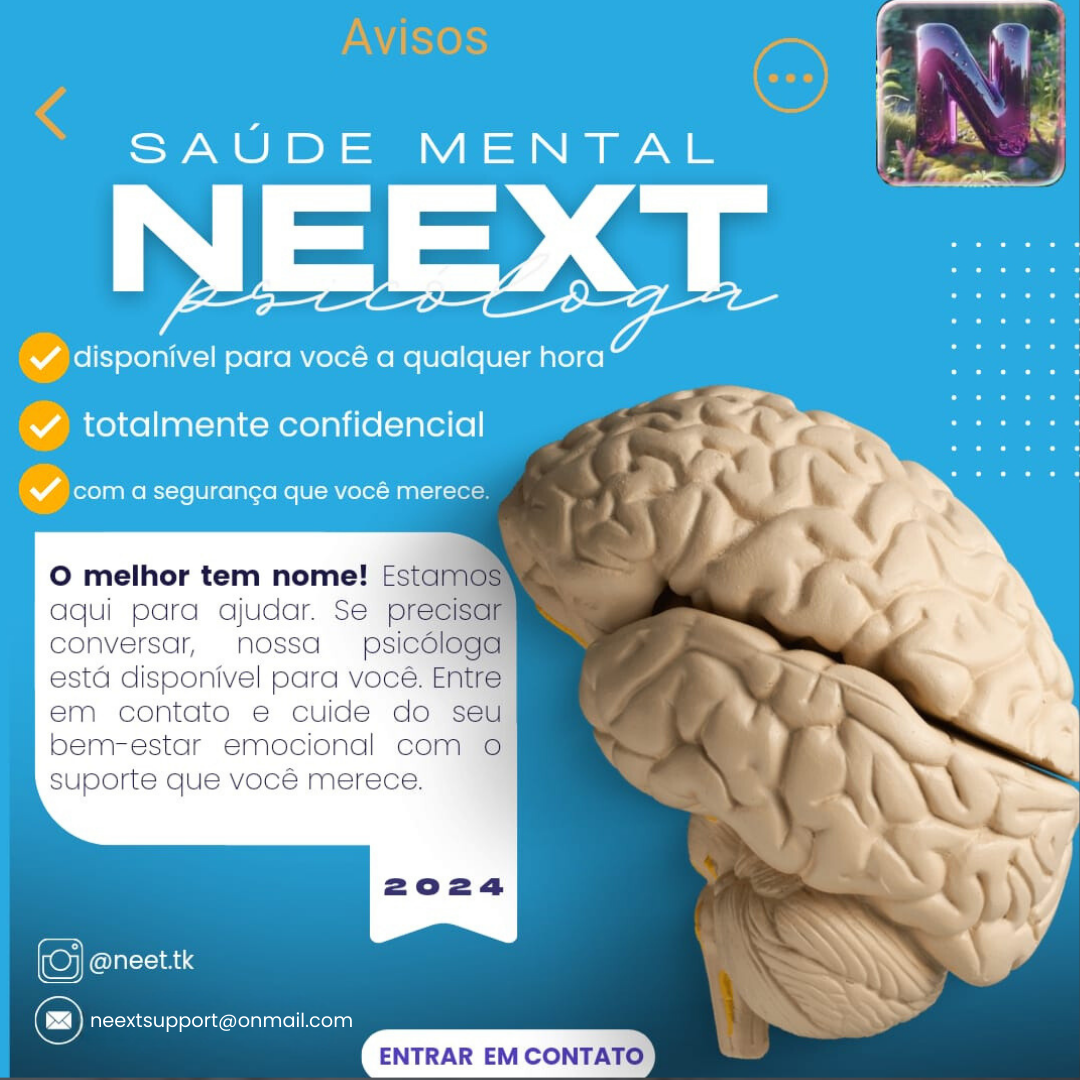 Avisos
N
SAÚDE MENTAL
NEEXT
psicóloga
disponível para você a qualquer hora
totalmente confidencial
com a segurança que você merece.
O melhor tem nome! Estamos
aqui para ajudar. Se precisar
conversar, nossa psicóloga
está disponível para você. Entre
em contato e cuide do seu
bem-estar emocional com o
suporte que você merece.
2024
@neet.tk
neextsupport@onmail.com
ENTRAR EM CONTATO